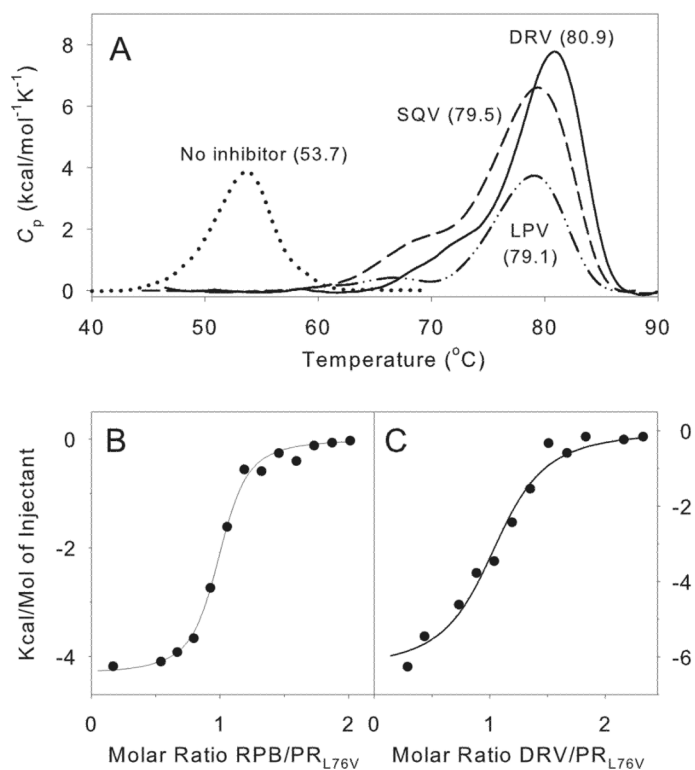 A
DRV (80.9)
SQV (79.5)
No inhibitor (53.7)
LPV
(79.1)
8
6
4
2
0
Cp (kcal/mol⁻¹K⁻¹)
40 50 60 70 80 90
Temperature (°C)
B
0
-2
-4
Kcal/Mol of Injectant
0 1 2
Molar Ratio RPB/PR_L76V
C
0
-2
-4
-6
0 1 2
Molar Ratio DRV/PR_L76V